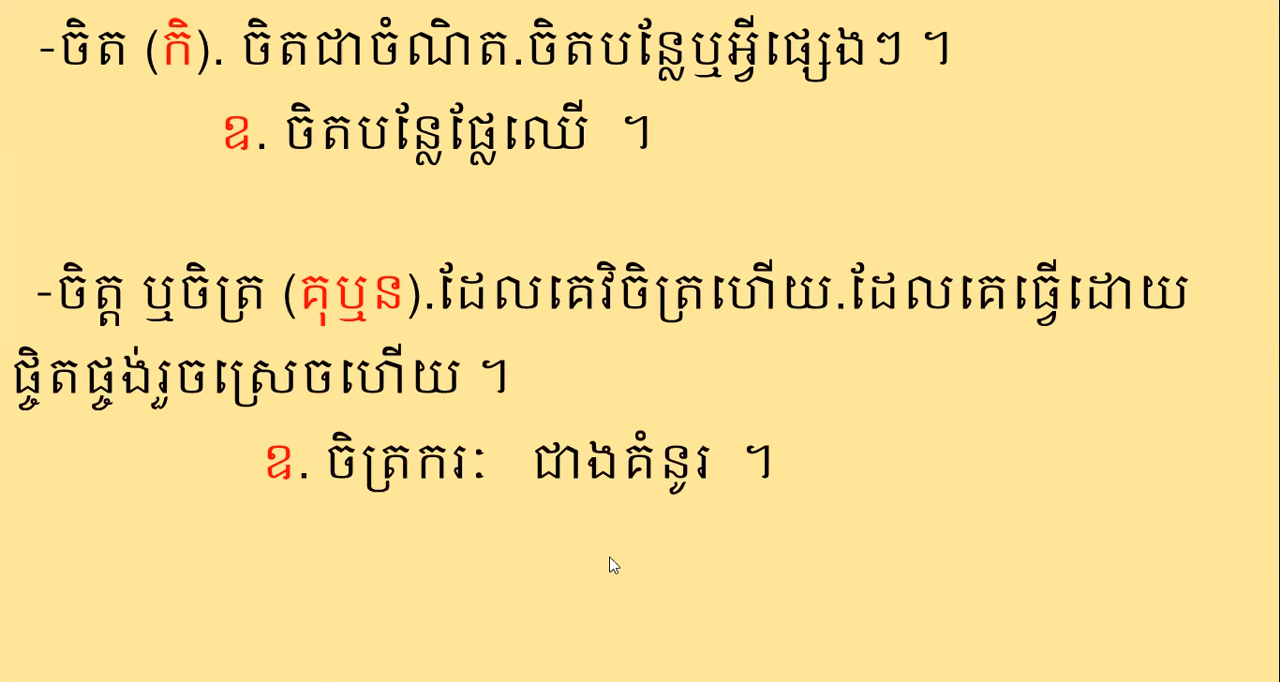 -ចិត (កិ). ចិតជាចំណិត.ចិតបន្លែឬអ្វីផ្សេងៗ ។
ឧ. ចិតបន្លែផ្លែឈើ ។
-ចិត្ត ឬចិត្រ (គុឬន).ដែលគេវិចិត្រហើយ.ដែលគេធ្វើដោយ
ផ្ចិតផ្ចង់រួចស្រេចហើយ ។
ឧ. ចិត្រករៈ ជាងគំនូរ ។